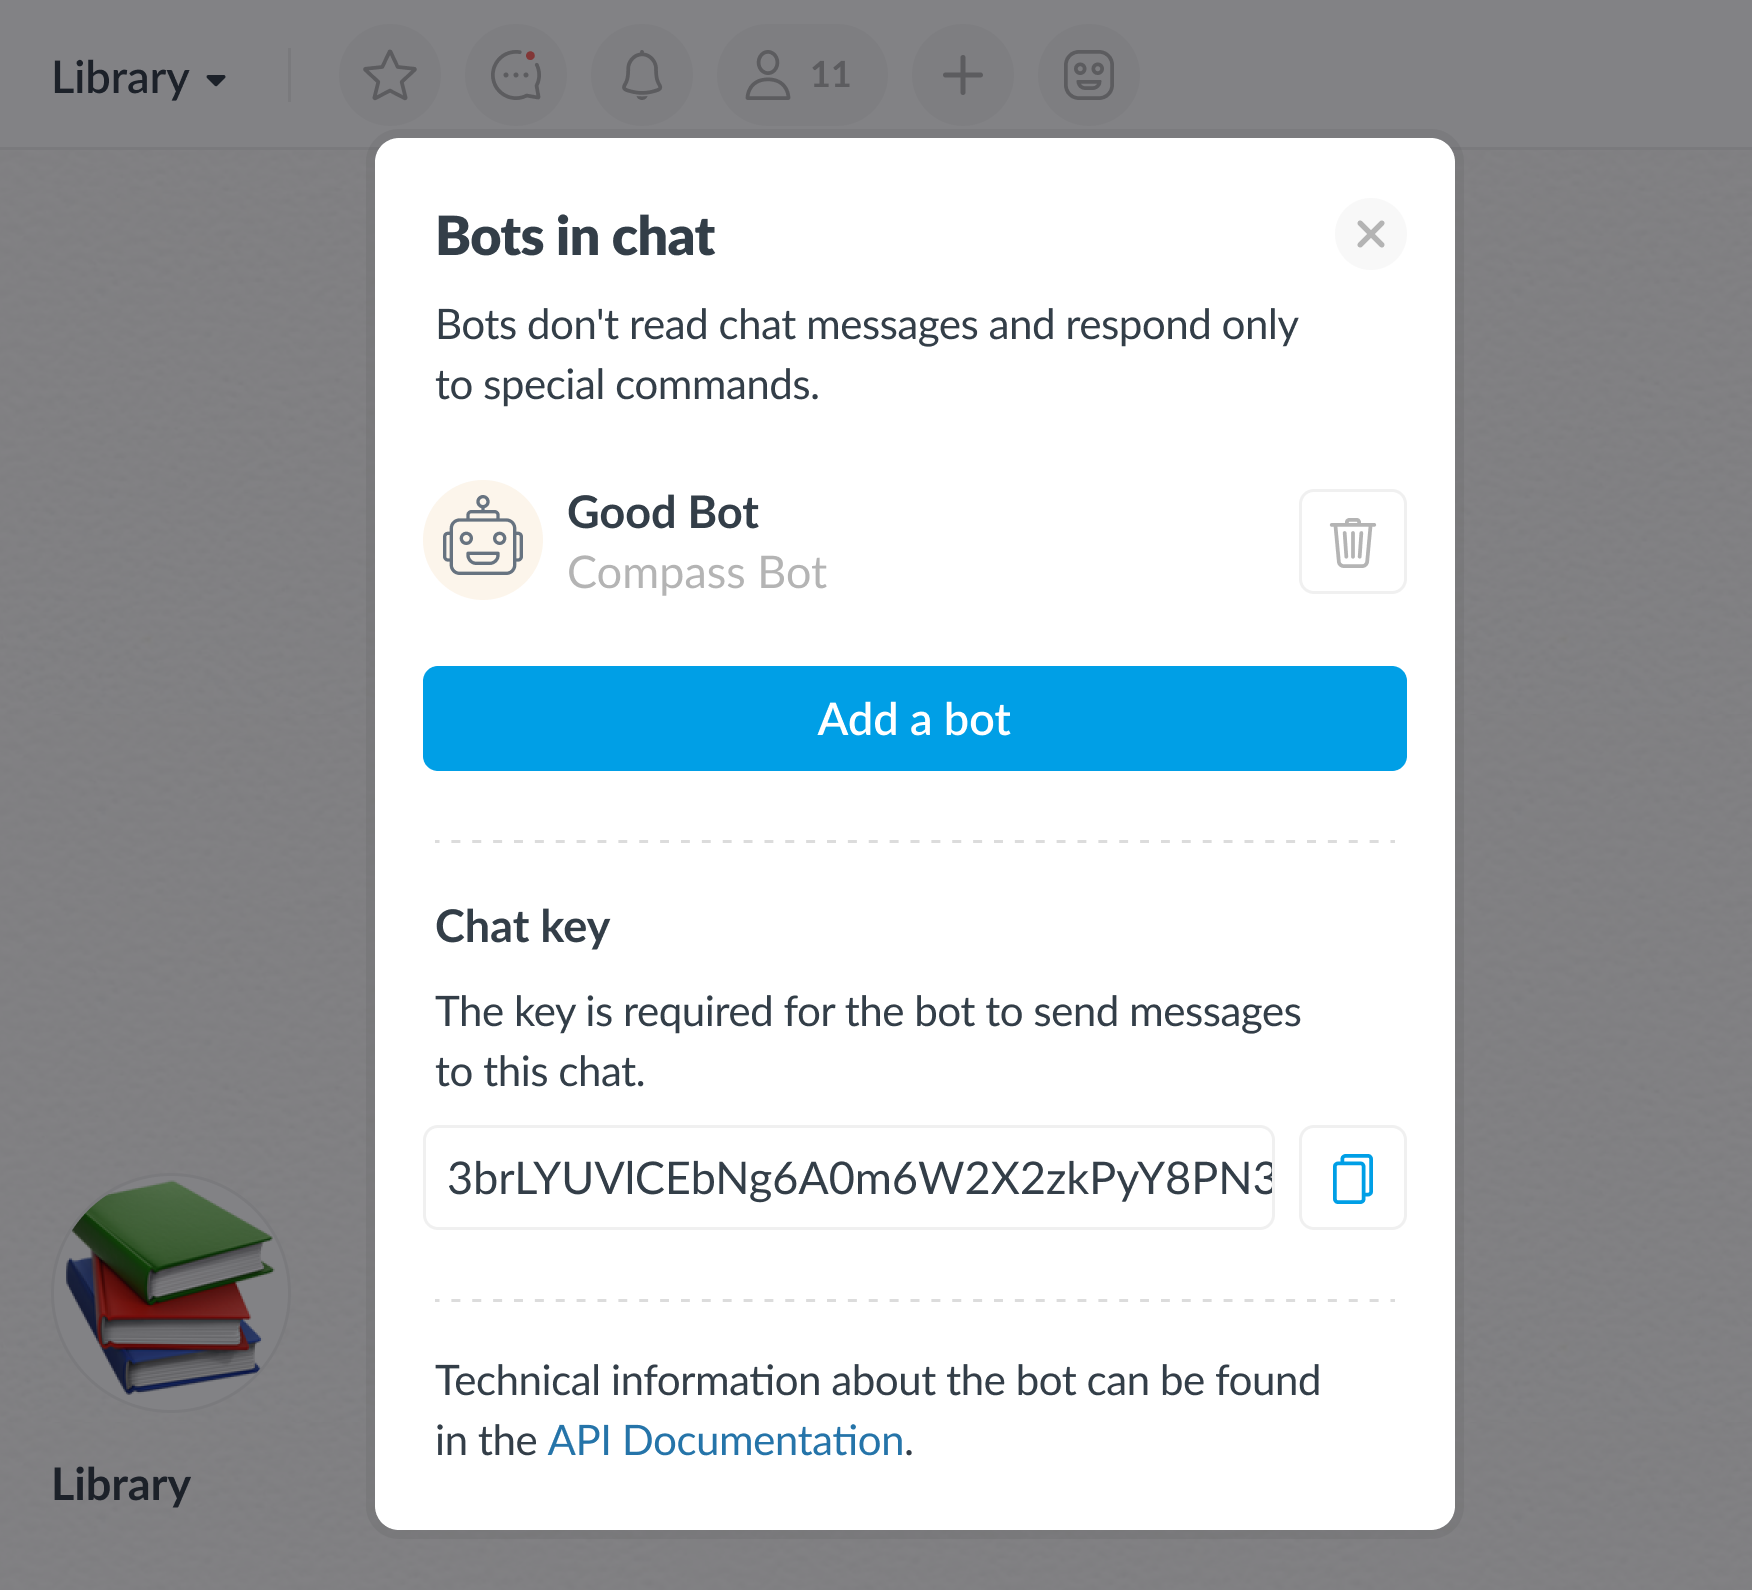 Library
11
Bots in chat
Bots don't read chat messages and respond only
to special commands.
Good Bot
Compass Bot
Add a bot
Chat key
The key is required for the bot to send messages
to this chat.
3brLYUVlCEbNg6A0m6W2X2zkPyY8PN3
Technical information about the bot can be found
in the API Documentation.
Library